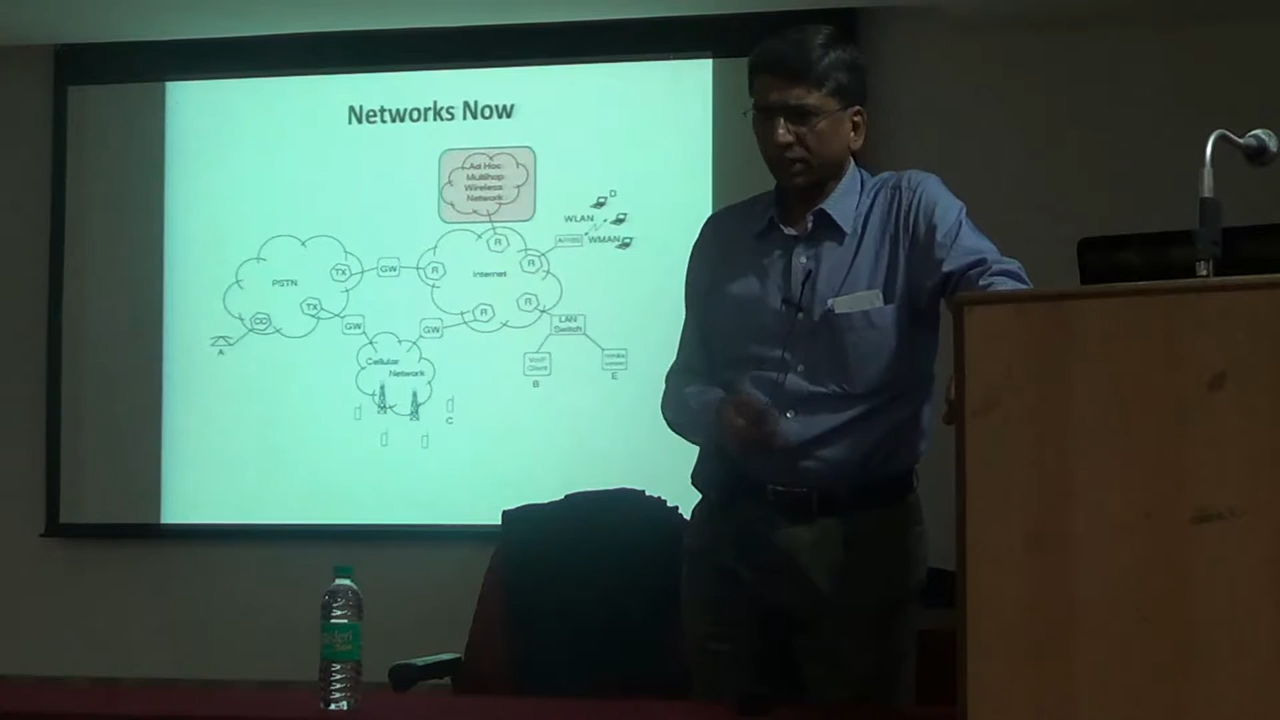 Networks Now
Ad Hoc
Multihop
Wireless
Network
D
WLAN
R
WMAN
R
TX
GW
R
Internet
PSTN
TX
R
R
CO
GW
GW
LAN
Switch
A
Cellular
Network
VoIP
Client
B
E
C